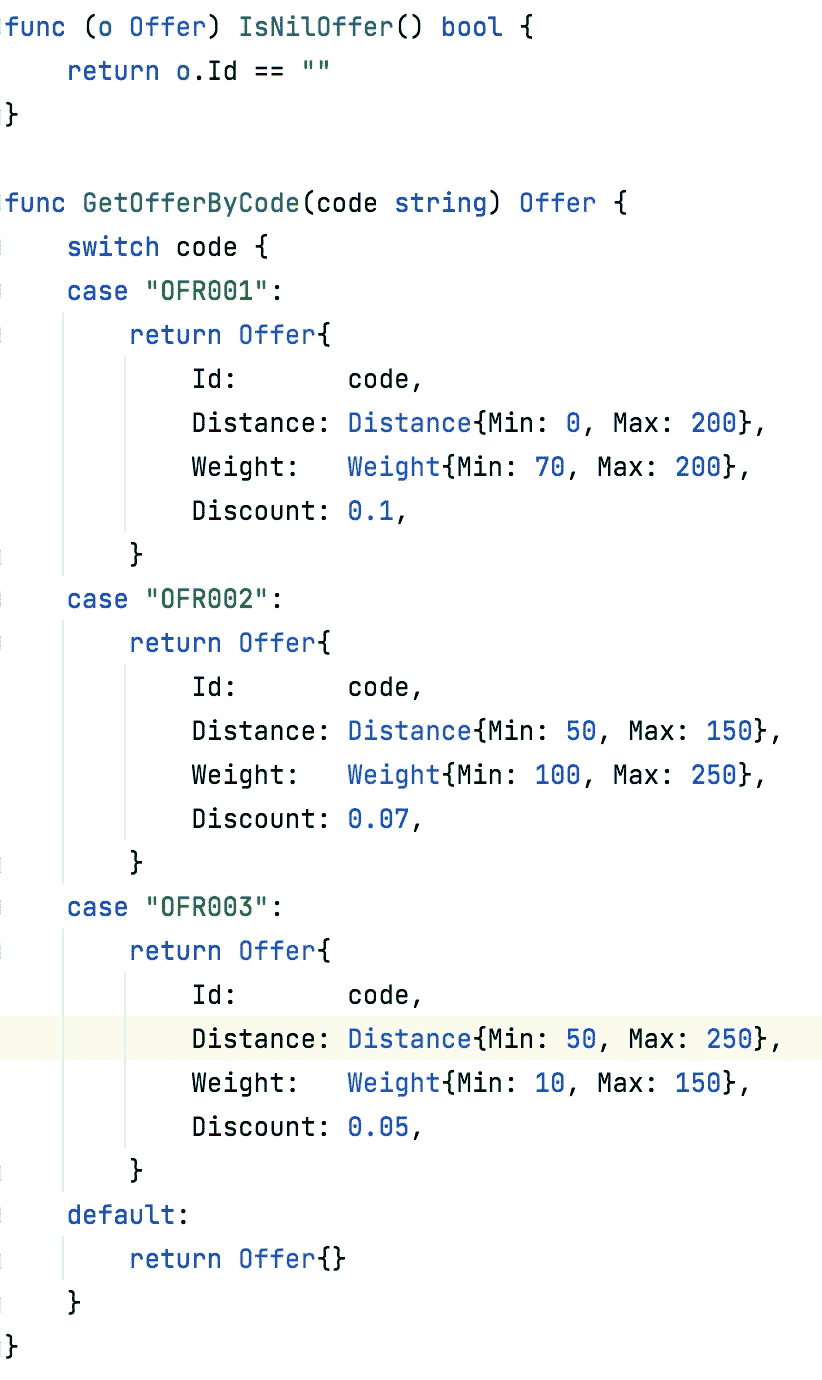 func (o Offer) IsNilOffer() bool {
    return o.Id == ""
}

func GetOfferByCode(code string) Offer {
    switch code {
    case "OFR001":
        return Offer{
            Id:       code,
            Distance: Distance{Min: 0, Max: 200},
            Weight:   Weight{Min: 70, Max: 200},
            Discount: 0.1,
        }
    case "OFR002":
        return Offer{
            Id:       code,
            Distance: Distance{Min: 50, Max: 150},
            Weight:   Weight{Min: 100, Max: 250},
            Discount: 0.07,
        }
    case "OFR003":
        return Offer{
            Id:       code,
            Distance: Distance{Min: 50, Max: 250},
            Weight:   Weight{Min: 10, Max: 150},
            Discount: 0.05,
        }
    default:
        return Offer{}
    }
}